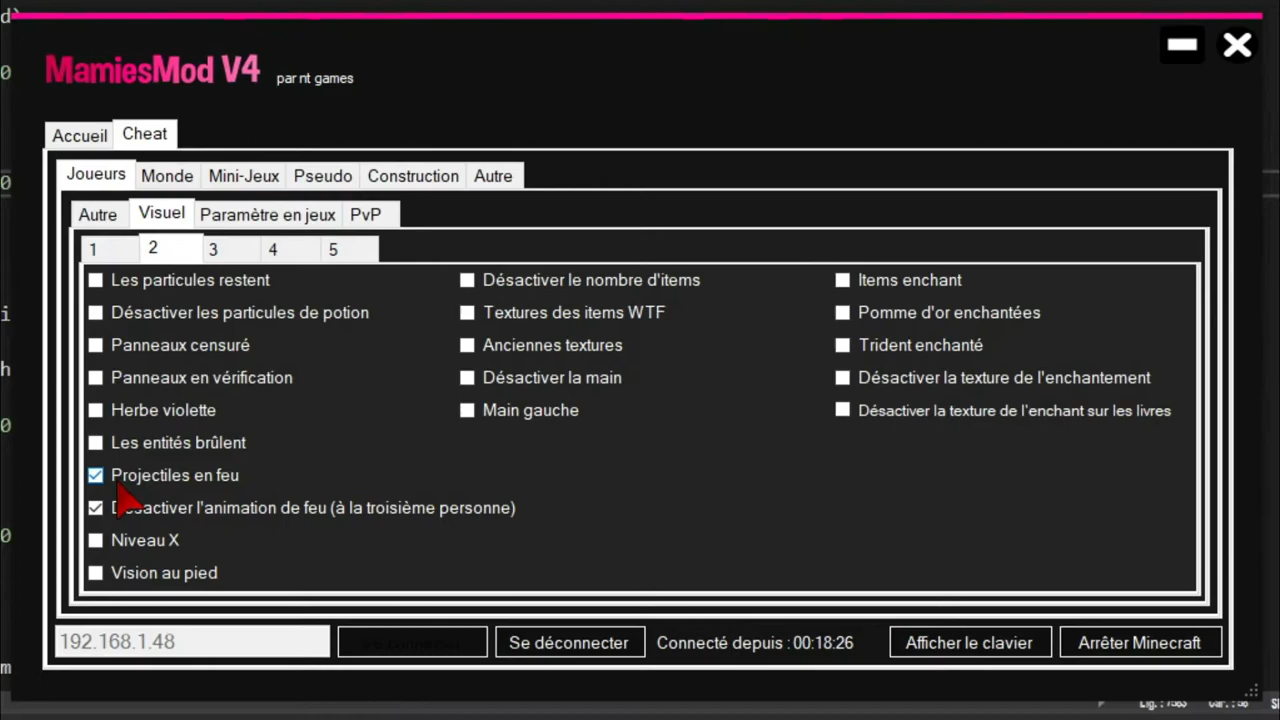 MamiesMod V4 par nt games
Accueil Cheat
Joueurs Monde Mini-Jeux Pseudo Construction Autre
Autre Visuel Paramètre en jeux PvP
1 2 3 4 5
Les particules restent
Désactiver les particules de potion
Panneaux censuré
Panneaux en vérification
Herbe violette
Les entités brûlent
Projectiles en feu
Désactiver l'animation de feu (à la troisième personne)
Niveau X
Vision au pied
Désactiver le nombre d'items
Textures des items WTF
Anciennes textures
Désactiver la main
Main gauche
Items enchant
Pomme d'or enchantées
Trident enchanté
Désactiver la texture de l'enchantement
Désactiver la texture de l'enchant sur les livres
192.168.1.48 Se déconnecter Connecté depuis : 00:18:26 Afficher le clavier Arrêter Minecraft